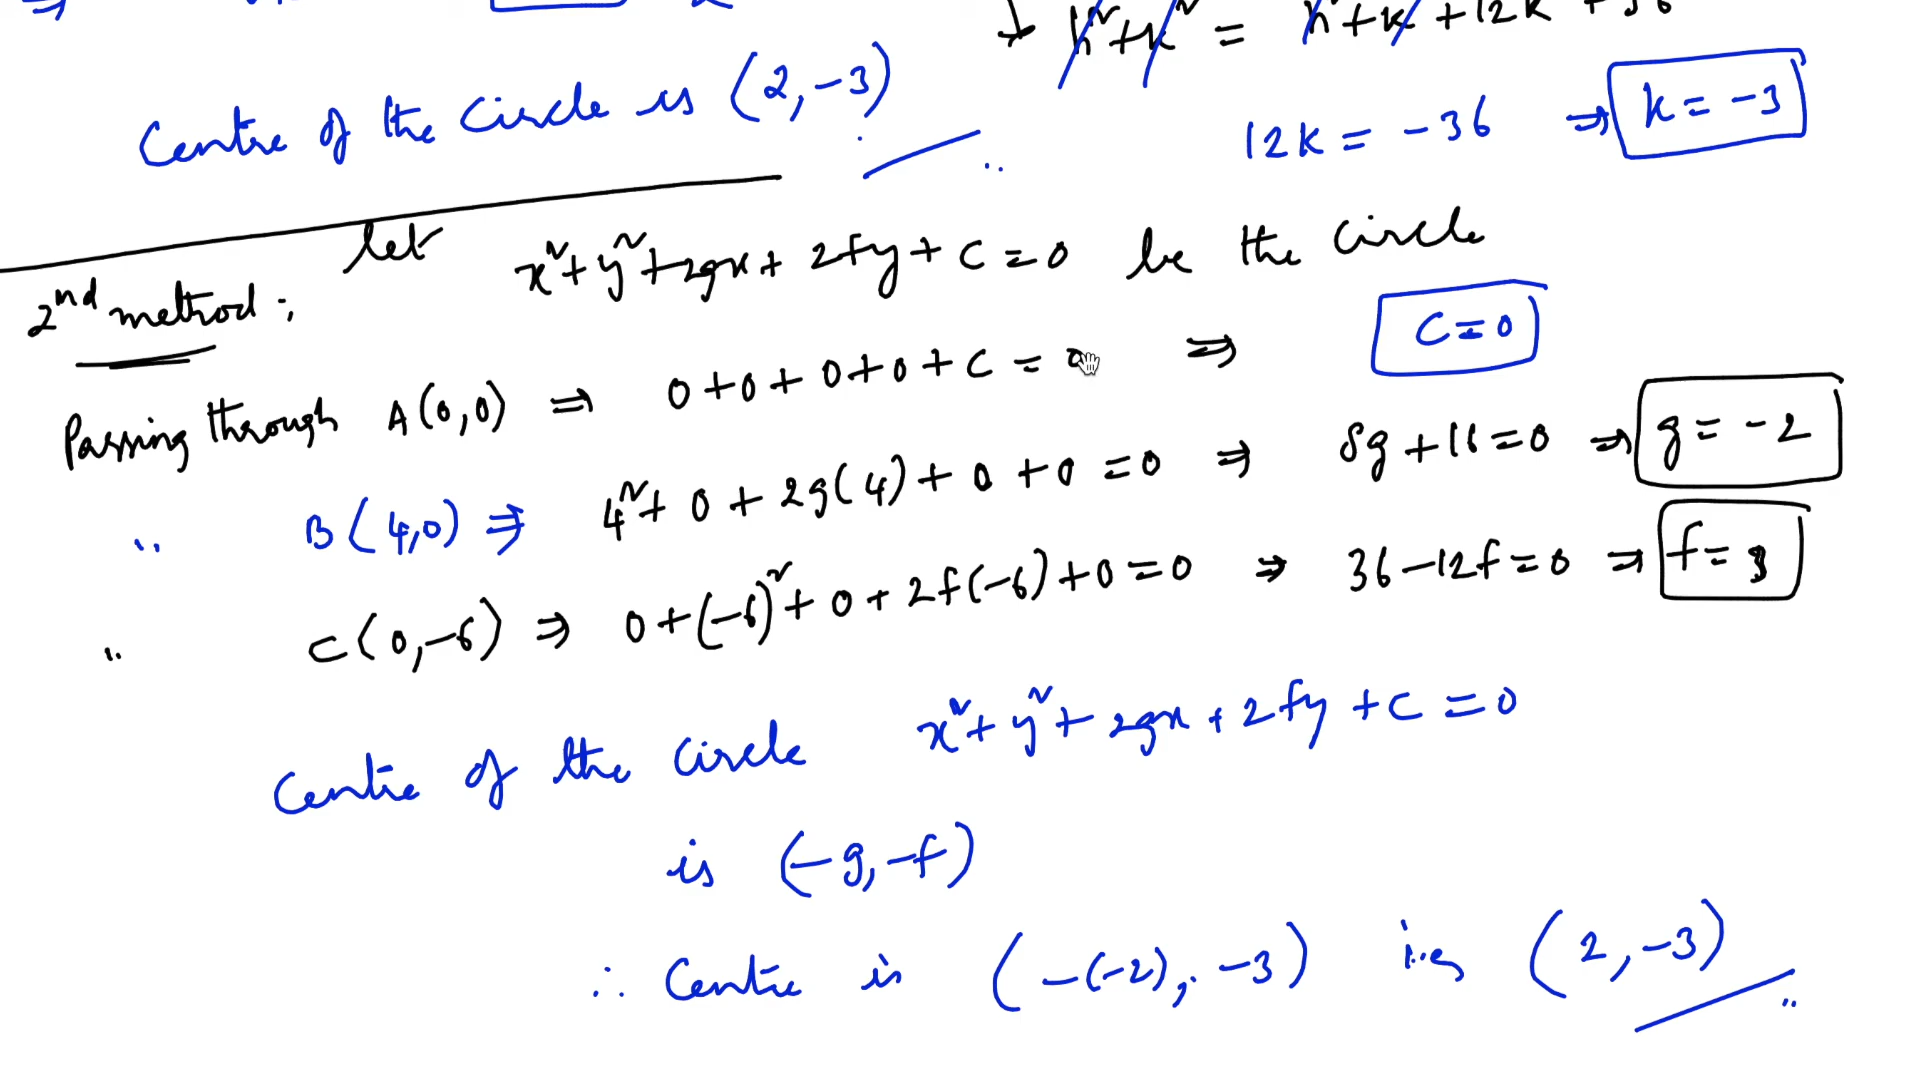 h² + k² = h² + k² + 12k + 36
Centre of the circle is (2, -3)
12k = -36 ⇒ k = -3
2nd method: let x² + y² + 2gx + 2fy + c = 0 be the circle
Passing through A(0,0) ⇒ 0 + 0 + 0 + 0 + c = 0 ⇒ c = 0
" B(4,0) ⇒ 4² + 0 + 2g(4) + 0 + 0 = 0 ⇒ 8g + 16 = 0 ⇒ g = -2
" C(0,-6) ⇒ 0 + (-6)² + 0 + 2f(-6) + 0 = 0 ⇒ 36 - 12f = 0 ⇒ f = 3
Centre of the circle x² + y² + 2gx + 2fy + c = 0
is (-g, -f)
∴ Centre is (-(-2), -3) i.e, (2, -3)